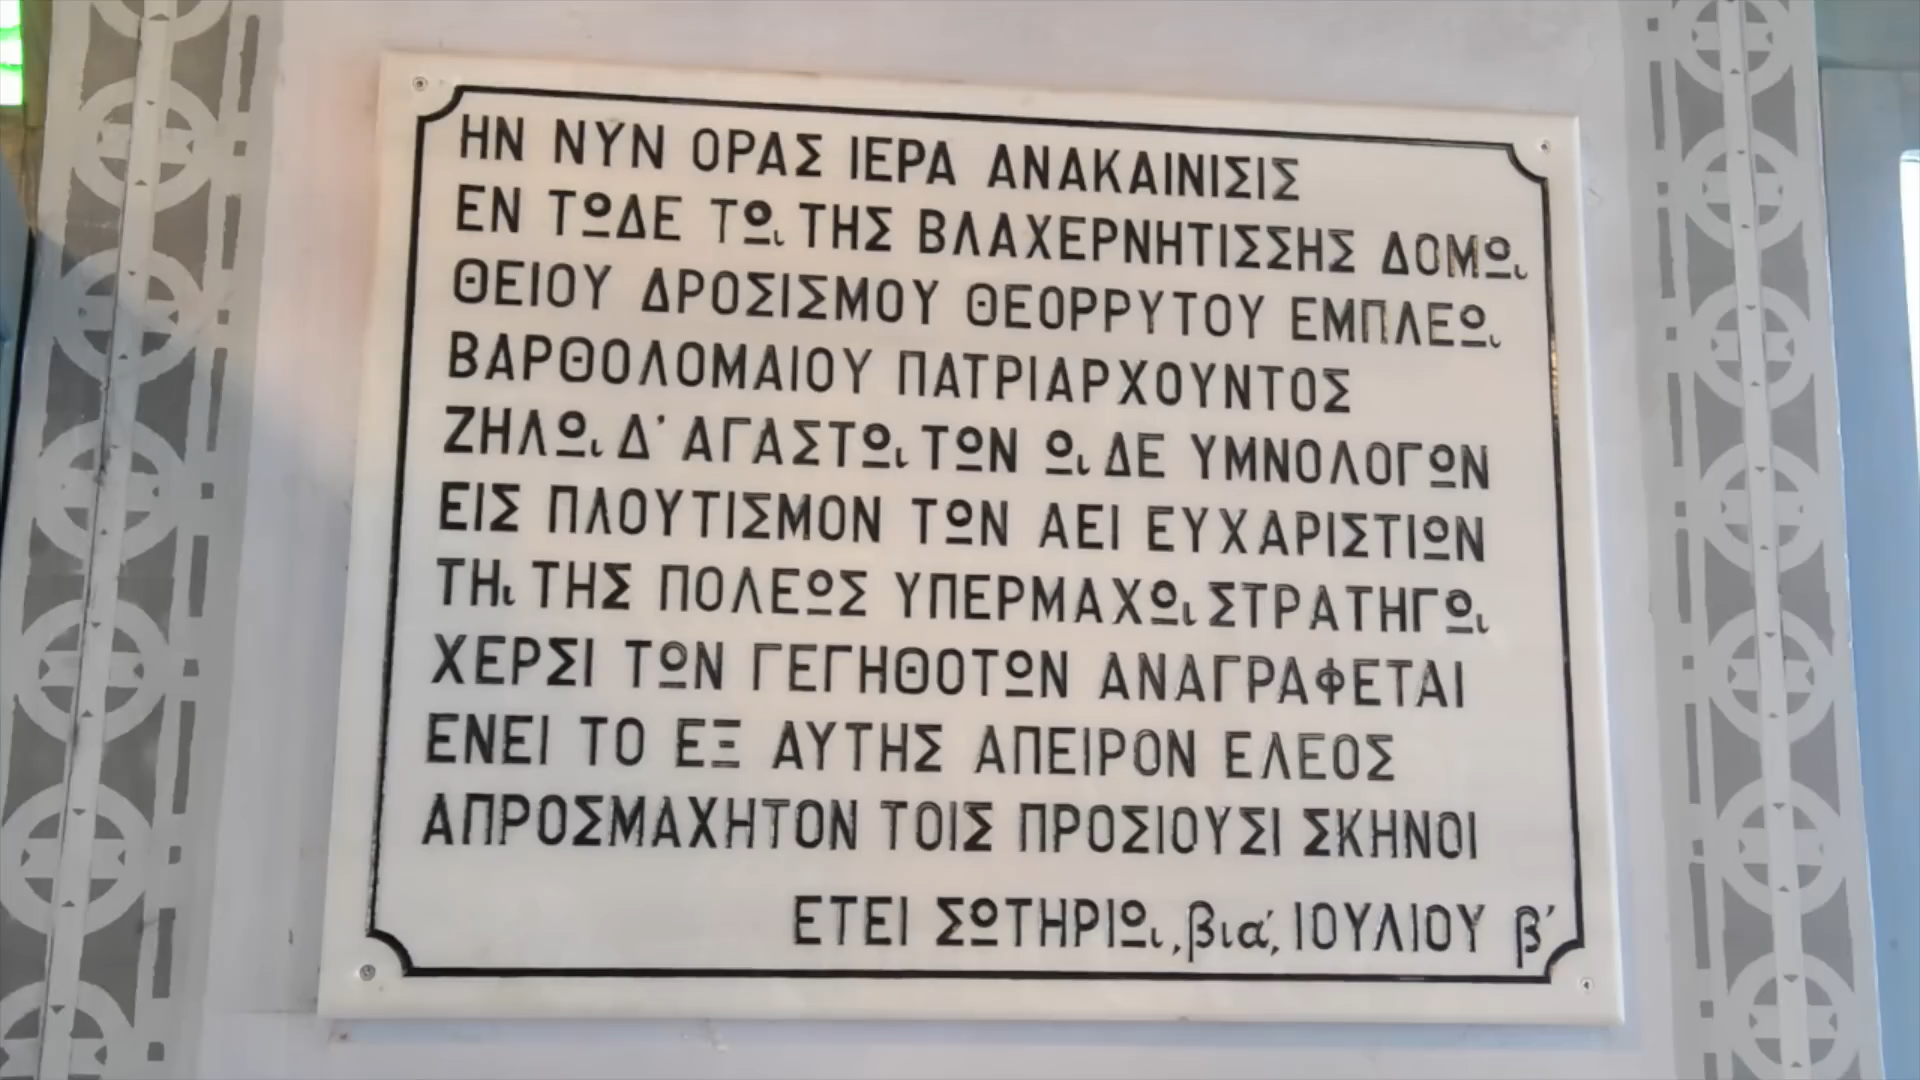 ΗΝ ΝΥΝ ΟΡΑΣ ΙΕΡΑ ΑΝΑΚΑΙΝΙΣΙΣ
ΕΝ ΤΩΔΕ ΤΩι ΤΗΣ ΒΛΑΧΕΡΝΗΤΙΣΣΗΣ ΔΟΜΩι
ΘΕΙΟΥ ΔΡΟΣΙΣΜΟΥ ΘΕΟΡΡΥΤΟΥ ΕΜΠΛΕΩι
ΒΑΡΘΟΛΟΜΑΙΟΥ ΠΑΤΡΙΑΡΧΟΥΝΤΟΣ
ΖΗΛΩι Δ' ΑΓΑΣΤΩι ΤΩΝ ΩιΔΕ ΥΜΝΟΛΟΓΩΝ
ΕΙΣ ΠΛΟΥΤΙΣΜΟΝ ΤΩΝ ΑΕΙ ΕΥΧΑΡΙΣΤΙΩΝ
ΤΗι ΤΗΣ ΠΟΛΕΩΣ ΥΠΕΡΜΑΧΩι ΣΤΡΑΤΗΓΩι
ΧΕΡΣΙ ΤΩΝ ΓΕΓΗΘΟΤΩΝ ΑΝΑΓΡΑΦΕΤΑΙ
ΕΝΕΙ ΤΟ ΕΞ ΑΥΤΗΣ ΑΠΕΙΡΟΝ ΕΛΕΟΣ
ΑΠΡΟΣΜΑΧΗΤΟΝ ΤΟΙΣ ΠΡΟΣΙΟΥΣΙ ΣΚΗΝΟΙ
ΕΤΕΙ ΣΩΤΗΡΙΩι ͵βια', ΙΟΥΛΙΟΥ β'